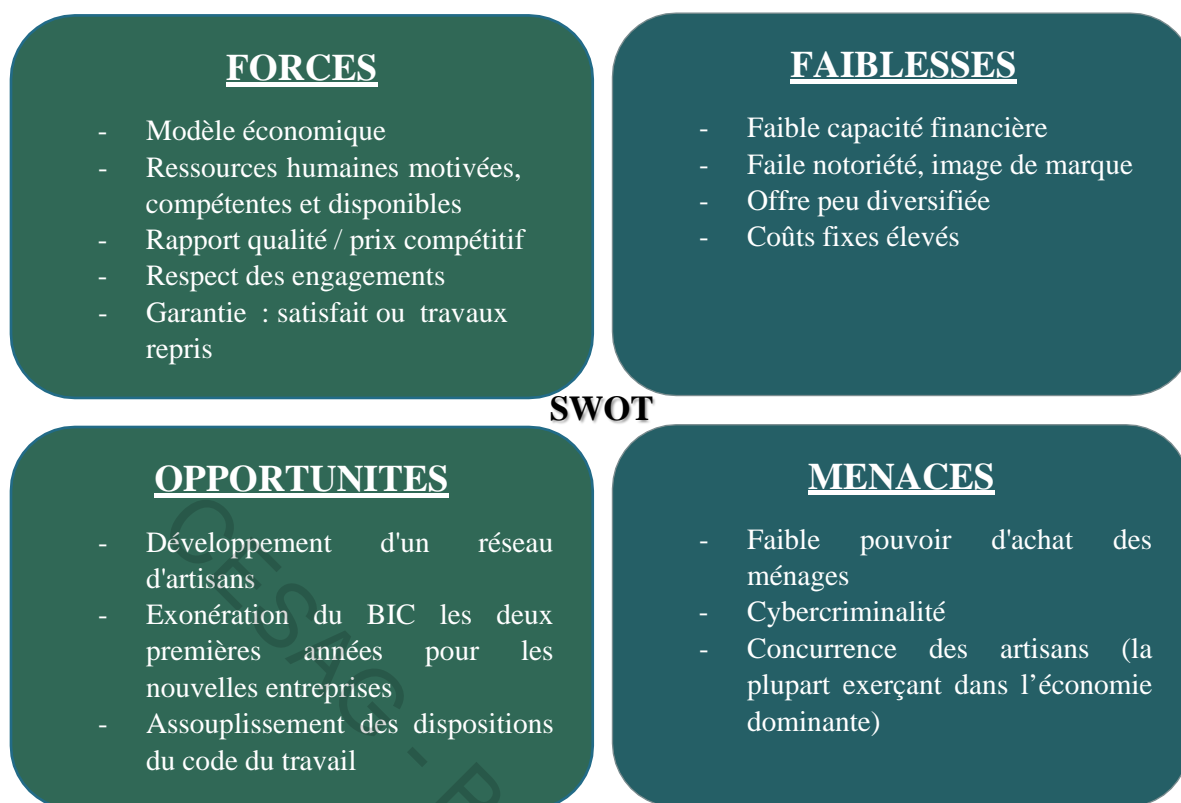 FORCES
- Modèle économique
- Ressources humaines motivées,
compétentes et disponibles
- Rapport qualité / prix compétitif
- Respect des engagements
- Garantie : satisfait ou travaux
repris
FAIBLESSES
- Faible capacité financière
- Faile notoriété, image de marque
- Offre peu diversifiée
- Coûts fixes élevés
SWOT
OPPORTUNITES
- Développement d'un réseau
d'artisans
- Exonération du BIC les deux
premières années pour les
nouvelles entreprises
- Assouplissement des dispositions
du code du travail
MENACES
- Faible pouvoir d'achat des
ménages
- Cybercriminalité
- Concurrence des artisans (la
plupart exerçant dans l’économie
dominante)
CESAG -